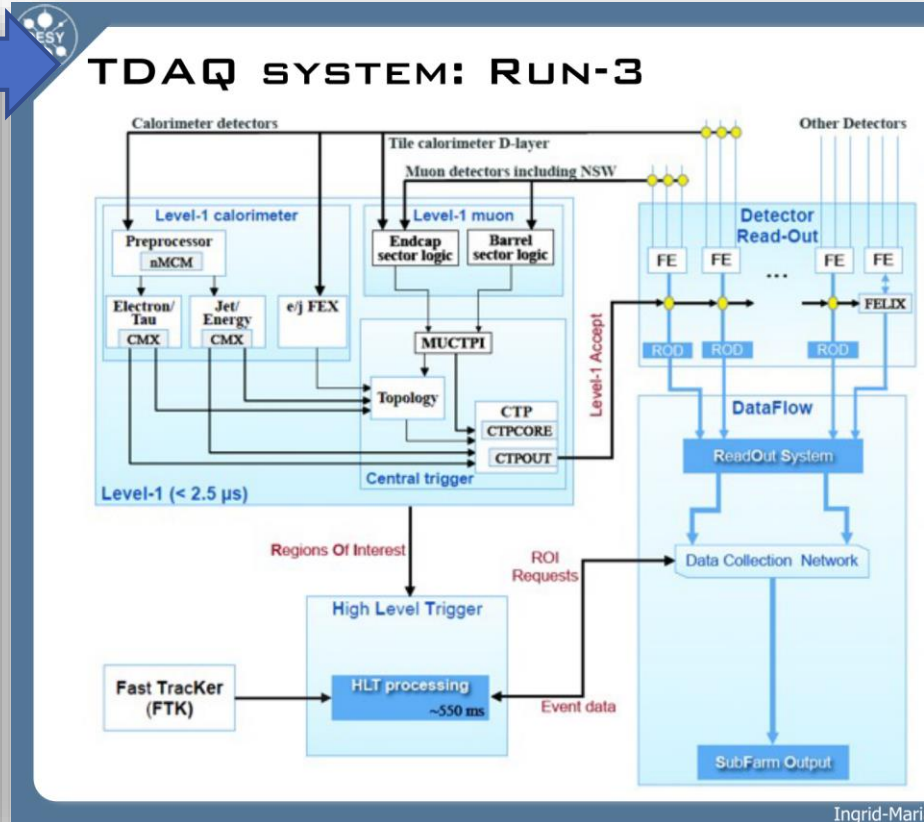 ESY
TDAQ SYSTEM: RUN-3
Calorimeter detectors
Tile calorimeter D-layer
Muon detectors including NSW
Other Detectors
Level-1 calorimeter
Preprocessor
nMCM
Electron/
Tau
CMX
Jet/
Energy
CMX
e/j FEX
Level-1 muon
Endcap
sector logic
Barrel
sector logic
MUCTPI
Topology
CTP
CTPCORE
CTPOUT
Central trigger
Level-1 (< 2.5 µs)
Level-1 Accept
Detector
Read-Out
FE
FE
...
FE
FE
FELIX
ROD
ROD
ROD
DataFlow
ReadOut System
Data Collection Network
SubFarm Output
Regions Of Interest
ROI
Requests
Event data
High Level Trigger
HLT processing
~550 ms
Fast TracKer
(FTK)
Ingrid-Mari